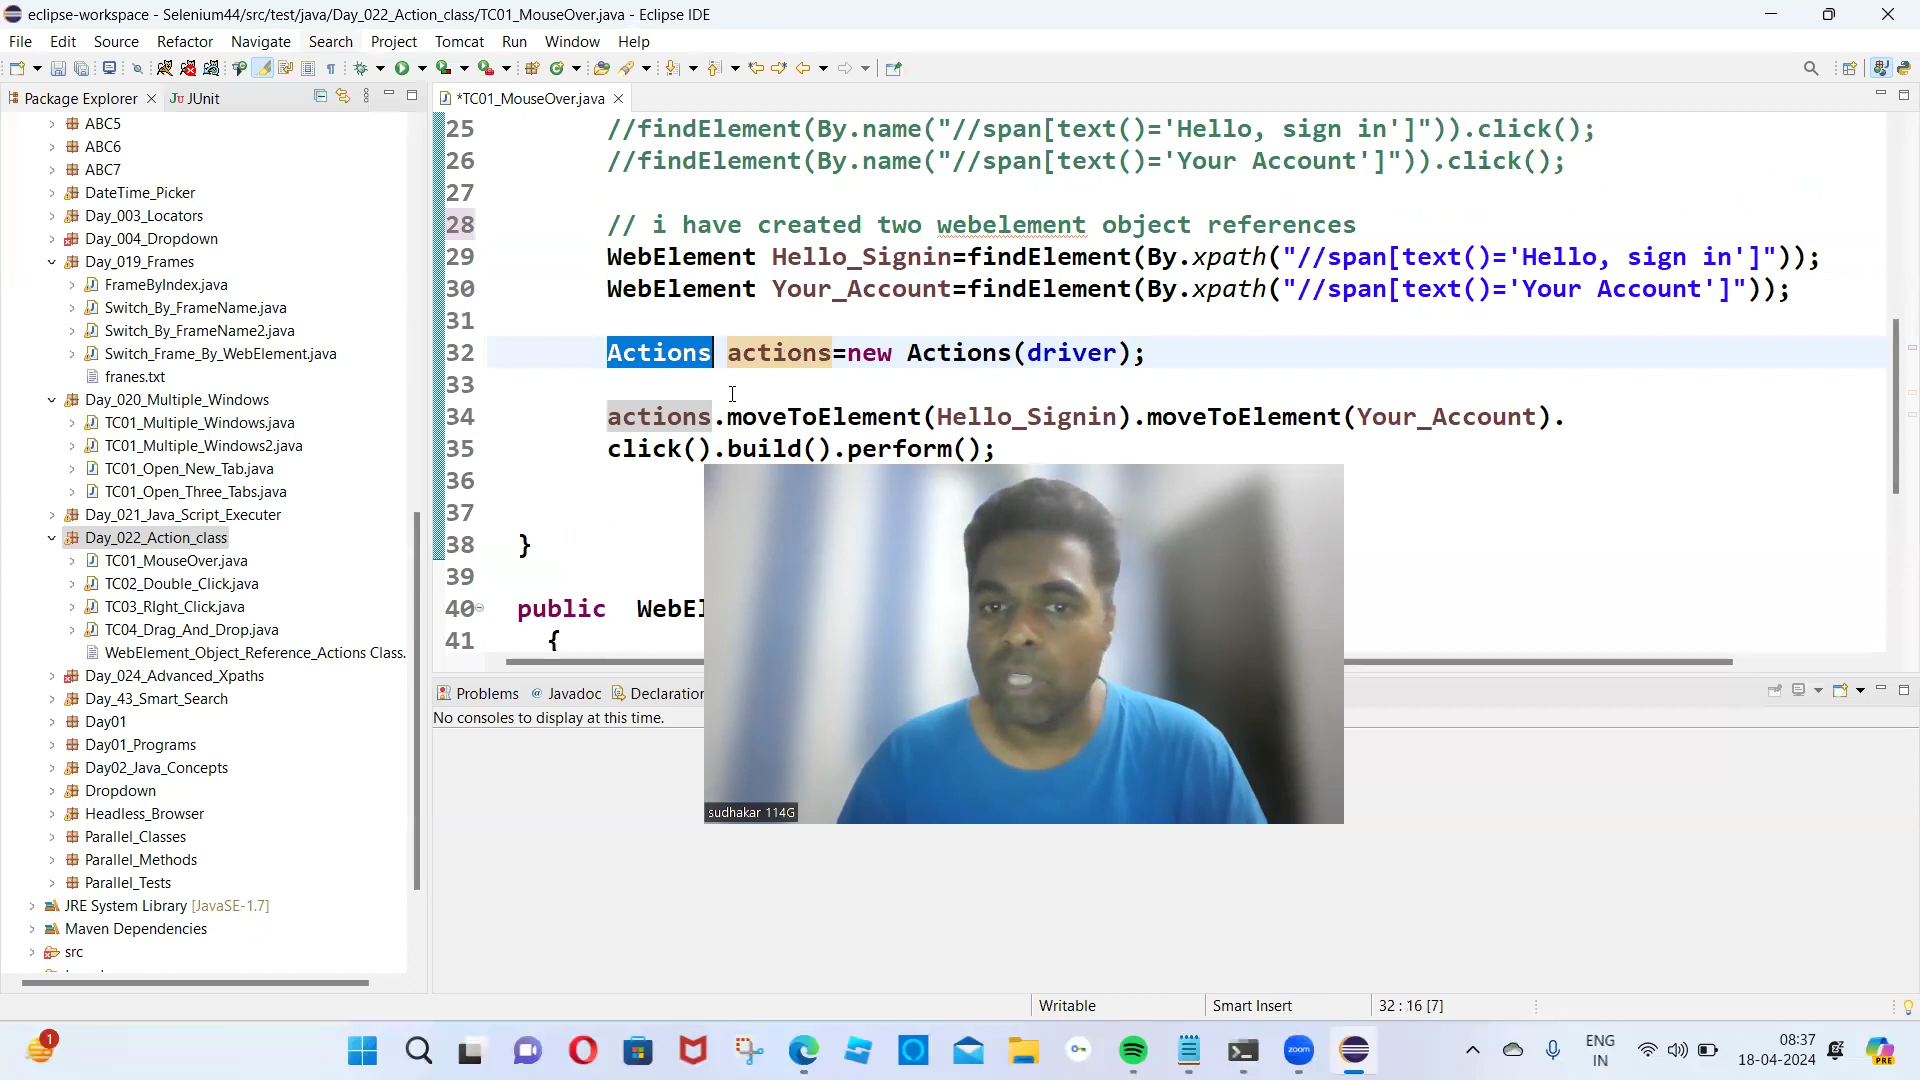 eclipse-workspace - Selenium44/src/test/java/Day_022_Action_class/TC01_MouseOver.java - Eclipse IDE
File Edit Source Refactor Navigate Search Project Tomcat Run Window Help
Package Explorer JUnit
*TC01_MouseOver.java
ABC5
ABC6
ABC7
DateTime_Picker
Day_003_Locators
Day_004_Dropdown
Day_019_Frames
FrameByIndex.java
Switch_By_FrameName.java
Switch_By_FrameName2.java
Switch_Frame_By_WebElement.java
franes.txt
Day_020_Multiple_Windows
TC01_Multiple_Windows.java
TC01_Multiple_Windows2.java
TC01_Open_New_Tab.java
TC01_Open_Three_Tabs.java
Day_021_Java_Script_Executer
Day_022_Action_class
TC01_MouseOver.java
TC02_Double_Click.java
TC03_RIght_Click.java
TC04_Drag_And_Drop.java
WebElement_Object_Reference_Actions Class.
Day_024_Advanced_Xpaths
Day_43_Smart_Search
Day01
Day01_Programs
Day02_Java_Concepts
Dropdown
Headless_Browser
Parallel_Classes
Parallel_Methods
Parallel_Tests
JRE System Library [JavaSE-1.7]
Maven Dependencies
src
25 //findElement(By.name("//span[text()='Hello, sign in']")).click();
26 //findElement(By.name("//span[text()='Your Account']")).click();
27
28 // i have created two webelement object references
29 WebElement Hello_Signin=findElement(By.xpath("//span[text()='Hello, sign in']"));
30 WebElement Your_Account=findElement(By.xpath("//span[text()='Your Account']"));
31
32 Actions actions=new Actions(driver);
33
34 actions.moveToElement(Hello_Signin).moveToElement(Your_Account).
35 click().build().perform();
36
37
38 }
39
40 public WebEl
41 {
Problems Javadoc Declaration
No consoles to display at this time.
sudhakar 114G
Writable Smart Insert 32 : 16 [7]
1
zoom
ENG
IN
08:37
18-04-2024
PRE